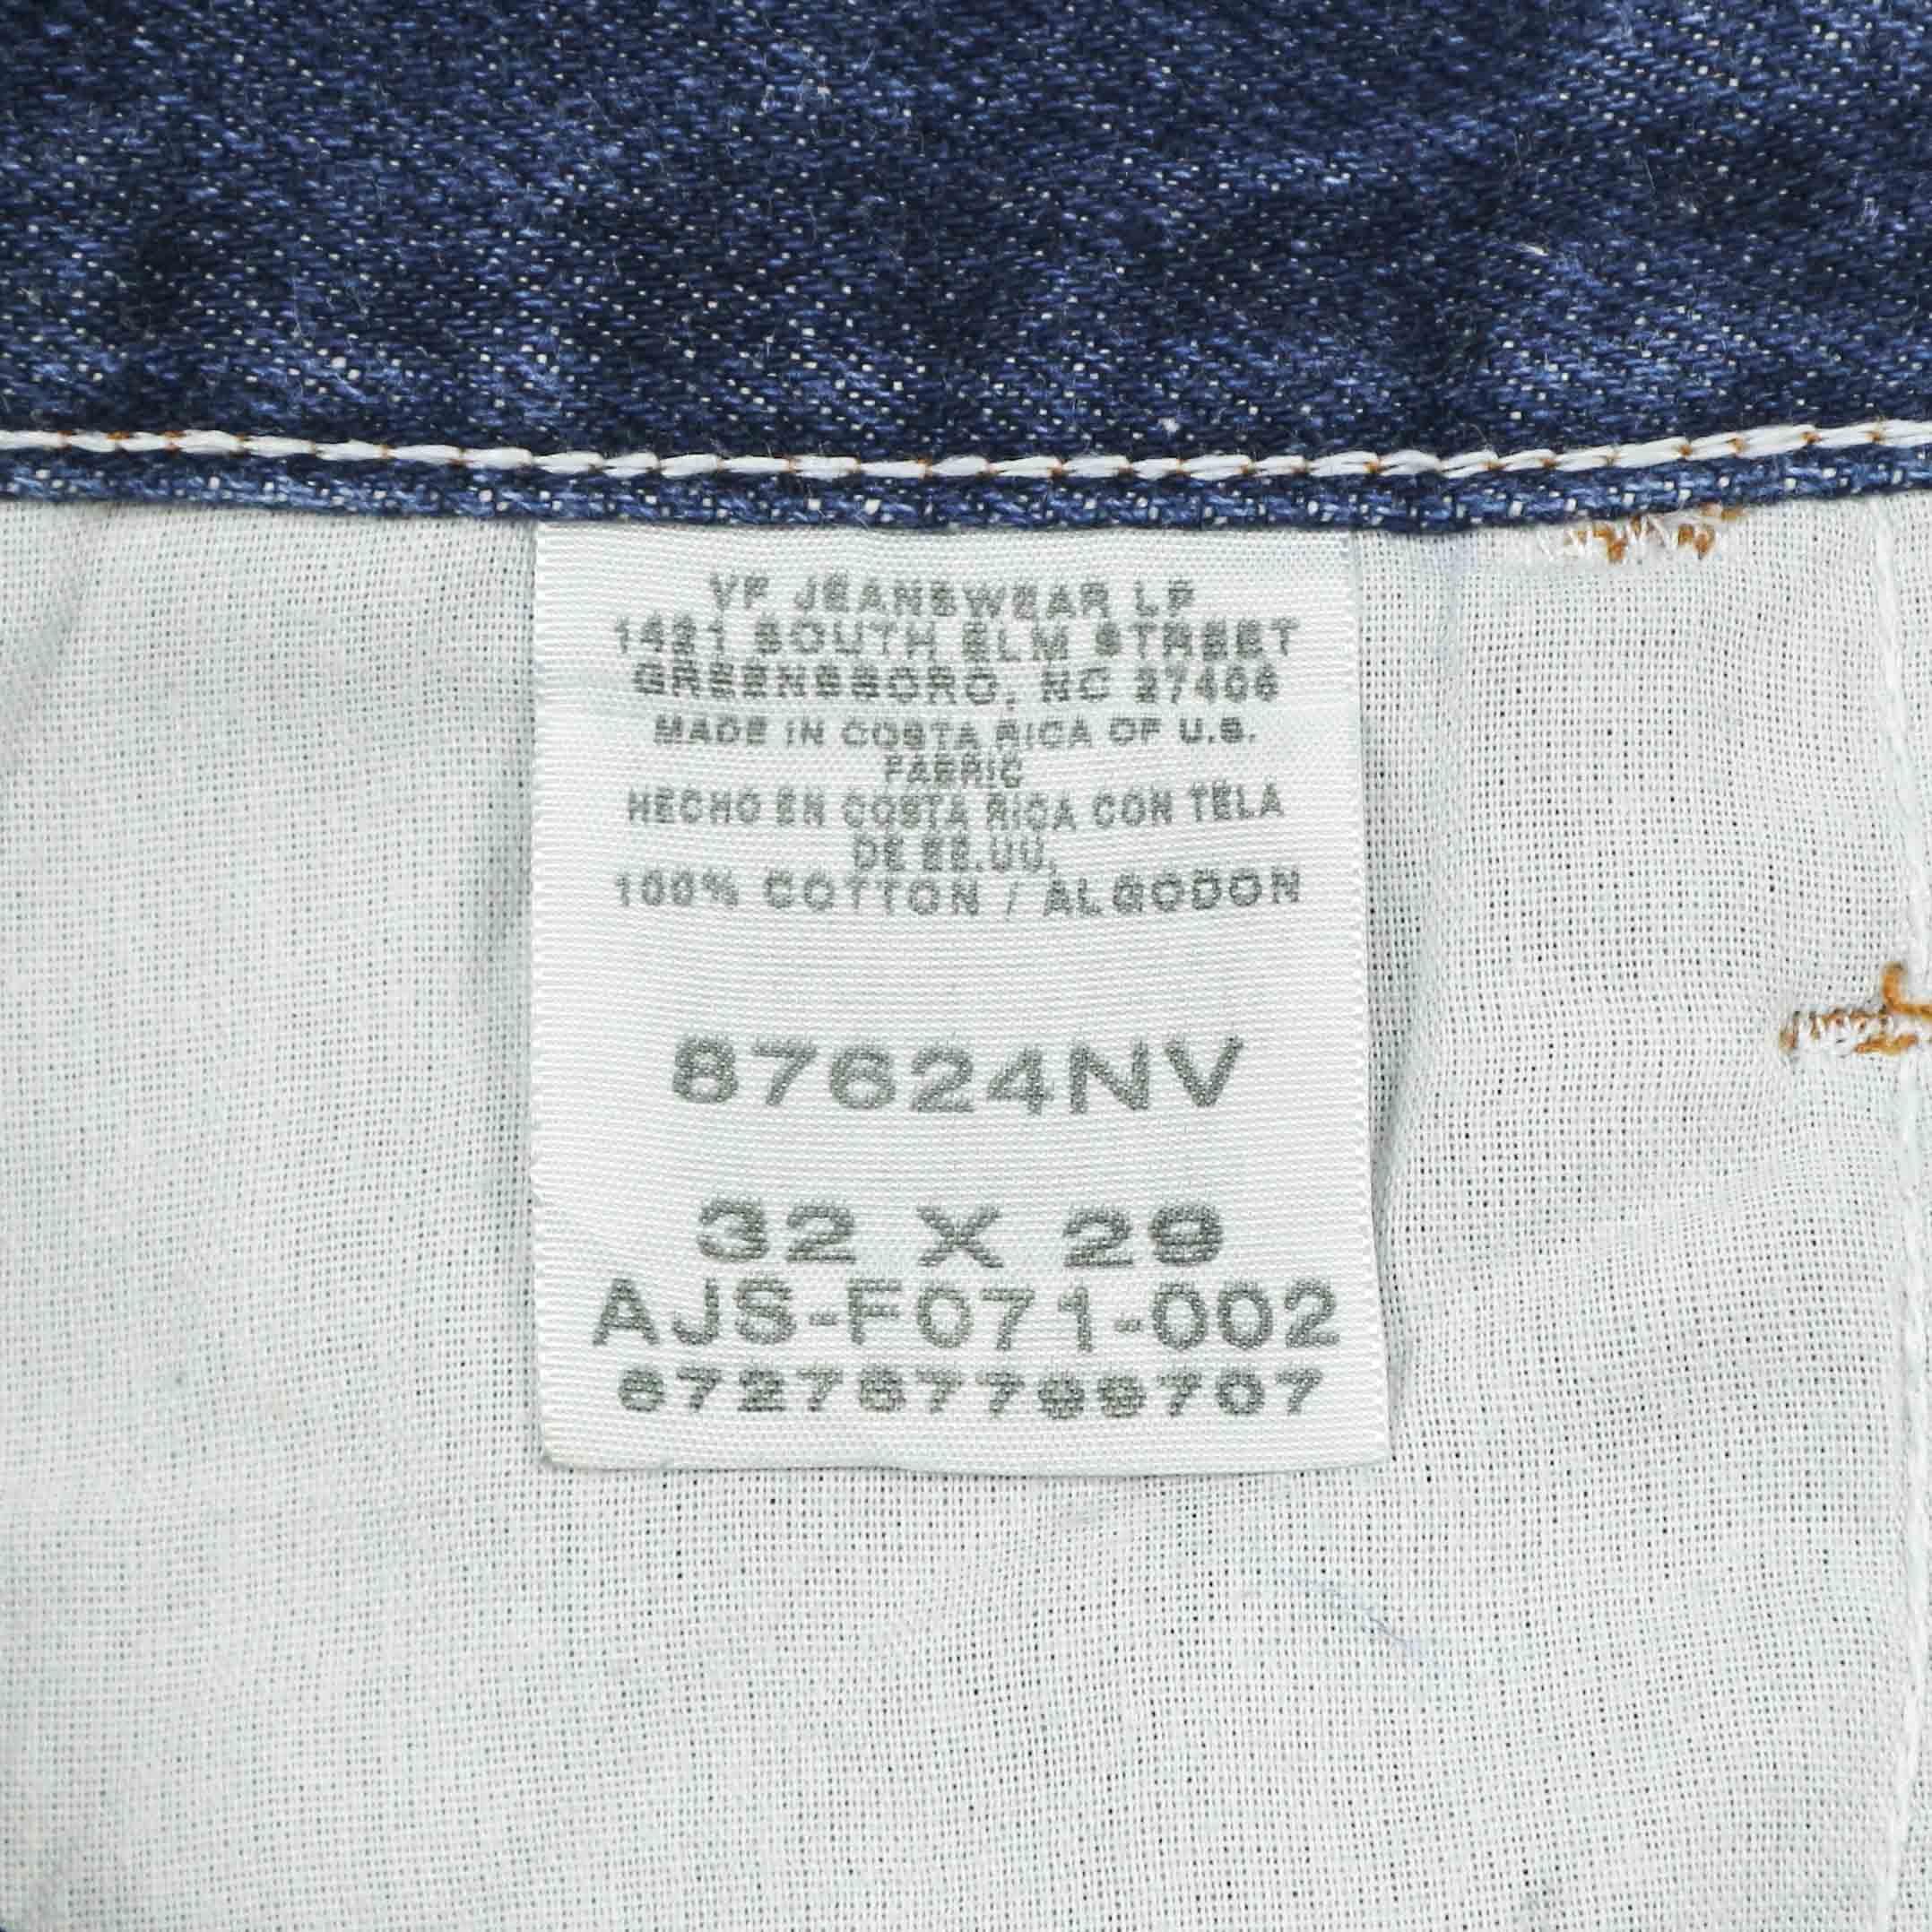 VF JEANSWEAR LP
1421 SOUTH ELM STREET
GREENSBORO, NC 27406
MADE IN COSTA RICA OF U.S.
FABRIC
HECHO EN COSTA RICA CON TELA
DE EE.UU.
100% COTTON / ALGODON
87624NV
32 X 29
AJS-F071-002